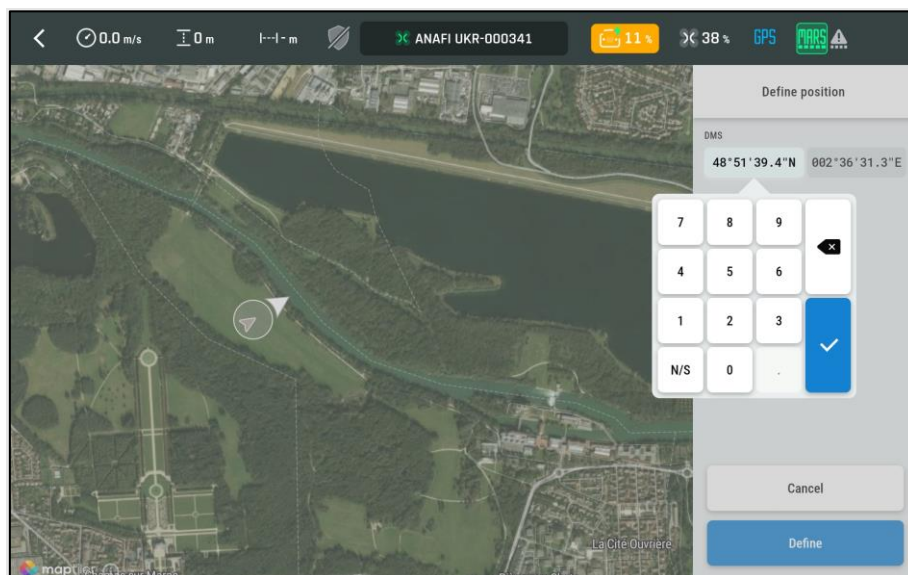 0.0 m/s 0 m - m ANAFI UKR-000341 11 % 38 % GPS MARS
Define position
DMS
48°51'39.4"N 002°36'31.3"E
7 8 9
4 5 6
1 2 3
N/S 0 .
Cancel
La Cité Ouvrière
Define